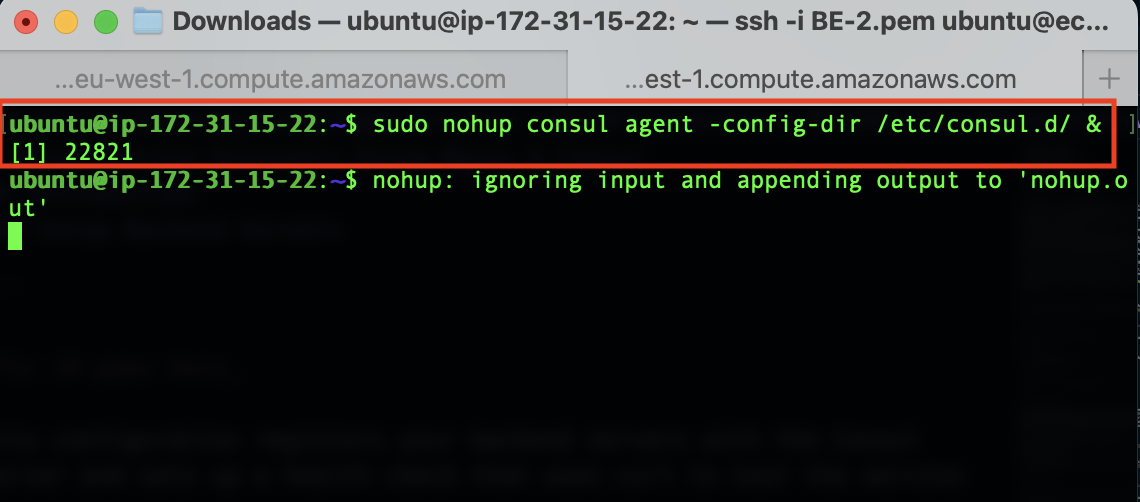 Downloads — ubuntu@ip-172-31-15-22: ~ — ssh -i BE-2.pem ubuntu@ec...
...eu-west-1.compute.amazonaws.com
...est-1.compute.amazonaws.com
+
[ubuntu@ip-172-31-15-22:~$ sudo nohup consul agent -config-dir /etc/consul.d/ & ]
[1] 22821
ubuntu@ip-172-31-15-22:~$ nohup: ignoring input and appending output to 'nohup.o
ut'